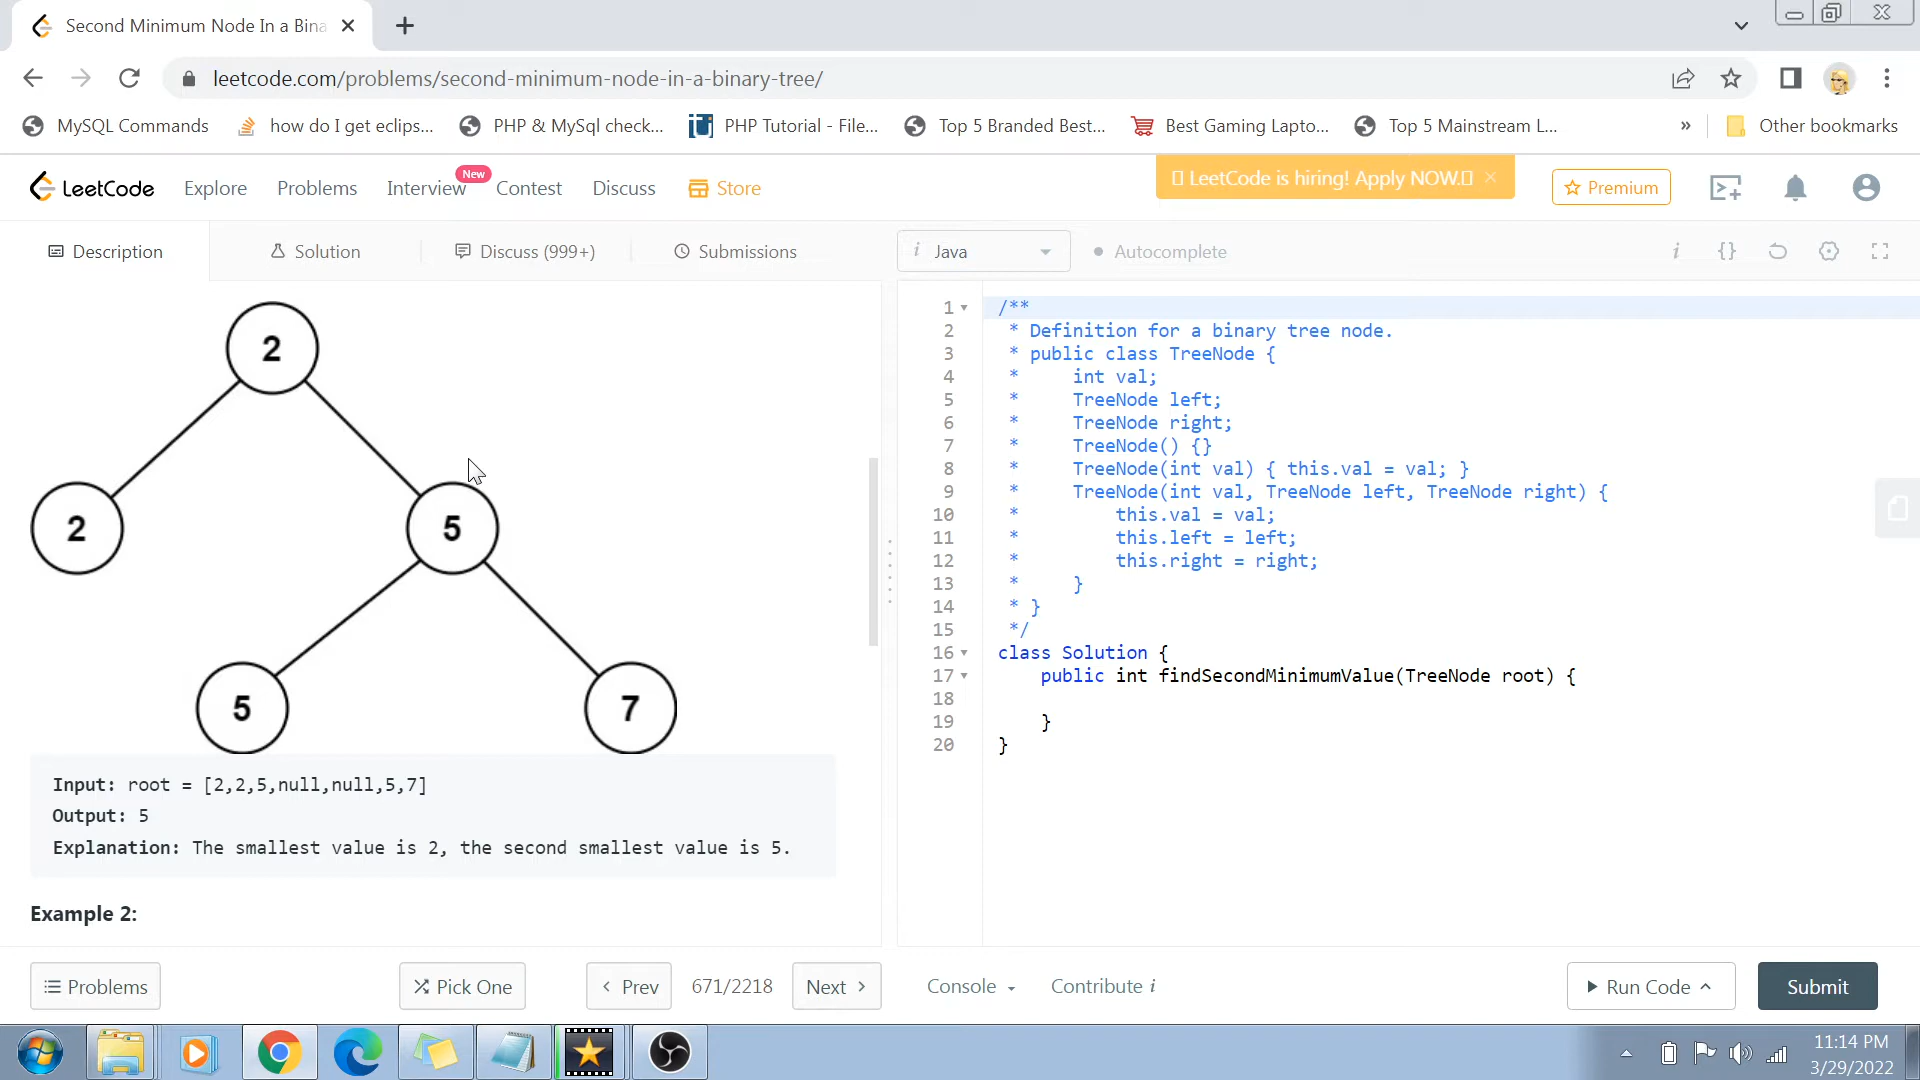 Second Minimum Node In a Bina
leetcode.com/problems/second-minimum-node-in-a-binary-tree/
MySQL Commands how do I get eclips... PHP & MySql check... PHP Tutorial - File... Top 5 Branded Best... Best Gaming Lapto... Top 5 Mainstream L... » Other bookmarks
LeetCode Explore Problems Interview New Contest Discuss Store LeetCode is hiring! Apply NOW. Premium
Description Solution Discuss (999+) Submissions
i Java Autocomplete i {}
2
2 5
5 7
Input: root = [2,2,5,null,null,5,7]
Output: 5
Explanation: The smallest value is 2, the second smallest value is 5.
Example 2:
1 /**
2 * Definition for a binary tree node.
3 * public class TreeNode {
4 * int val;
5 * TreeNode left;
6 * TreeNode right;
7 * TreeNode() {}
8 * TreeNode(int val) { this.val = val; }
9 * TreeNode(int val, TreeNode left, TreeNode right) {
10 * this.val = val;
11 * this.left = left;
12 * this.right = right;
13 * }
14 * }
15 */
16 class Solution {
17 public int findSecondMinimumValue(TreeNode root) {
18
19 }
20 }
Problems Pick One Prev 671/2218 Next Console Contribute i Run Code Submit
11:14 PM
3/29/2022